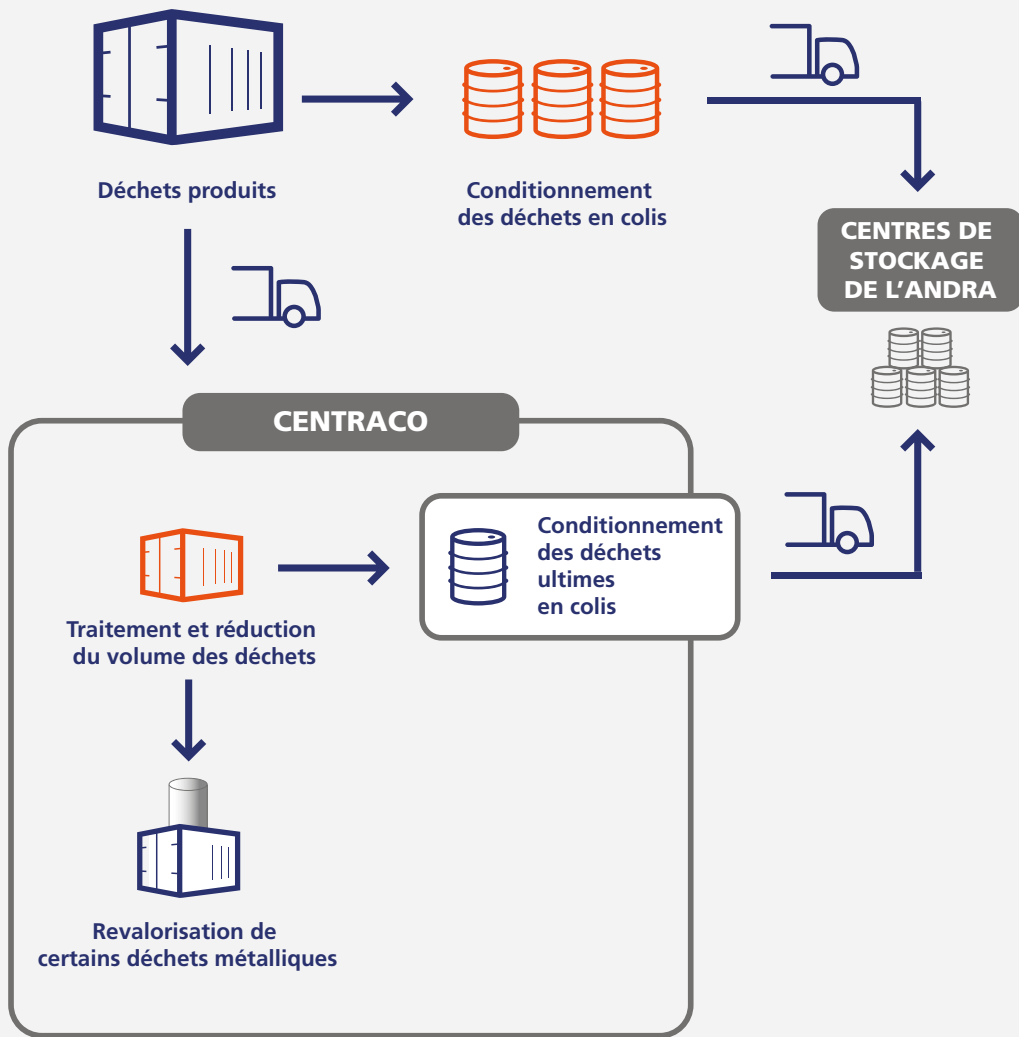 Déchets produits
Conditionnement
des déchets en colis
CENTRES DE
STOCKAGE
DE L'ANDRA
CENTRACO
Conditionnement
des déchets
ultimes
en colis
Traitement et réduction
du volume des déchets
Revalorisation de
certains déchets métalliques